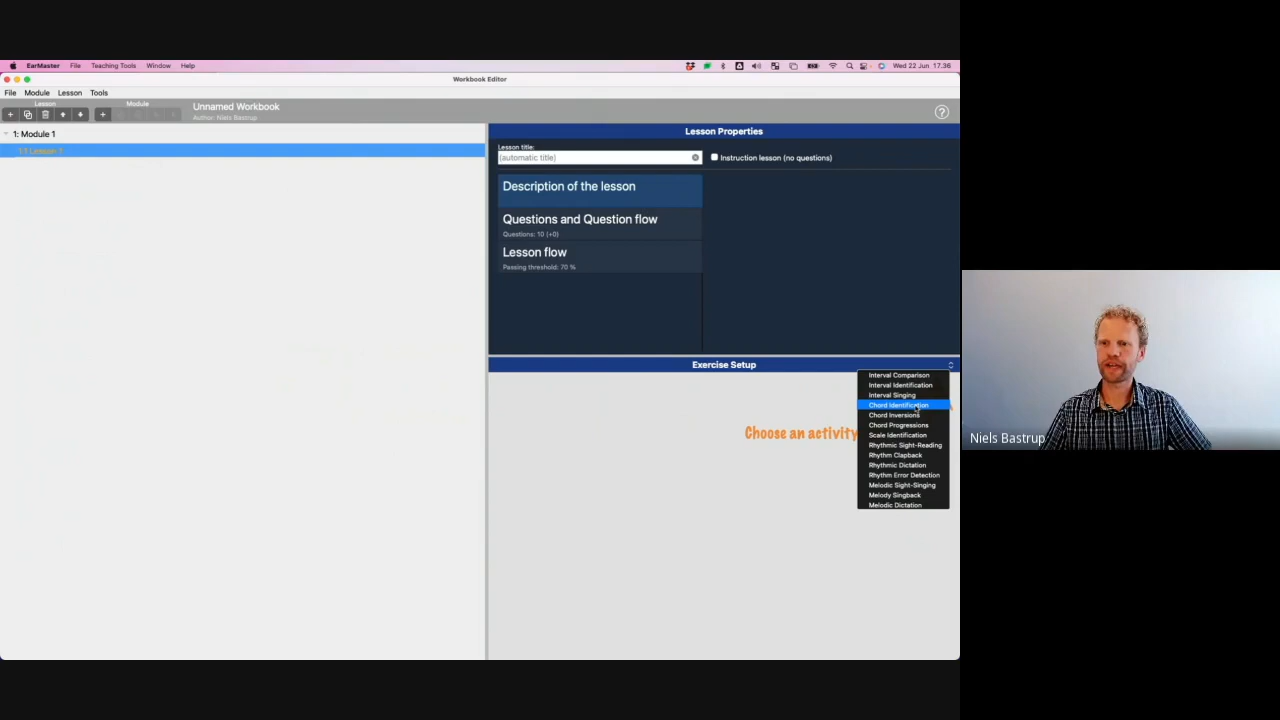 EarMaster File Teaching Tools Window Help Wed 22 Jun 17.36
Workbook Editor
File Module Lesson Tools
Lesson Module
Unnamed Workbook
Author: Niels Bastrup
?
1: Module 1
1.1 Lesson 1
Lesson Properties
Lesson title:
(automatic title)
Instruction lesson (no questions)
Description of the lesson
Questions and Question flow
Questions: 10 (+0)
Lesson flow
Passing threshold: 70 %
Exercise Setup
Choose an activity
Interval Comparison
Interval Identification
Interval Singing
Chord Identification
Chord Inversions
Chord Progressions
Scale Identification
Rhythmic Sight-Reading
Rhythm Clapback
Rhythmic Dictation
Rhythm Error Detection
Melodic Sight-Singing
Melody Singback
Melodic Dictation
Niels Bastrup